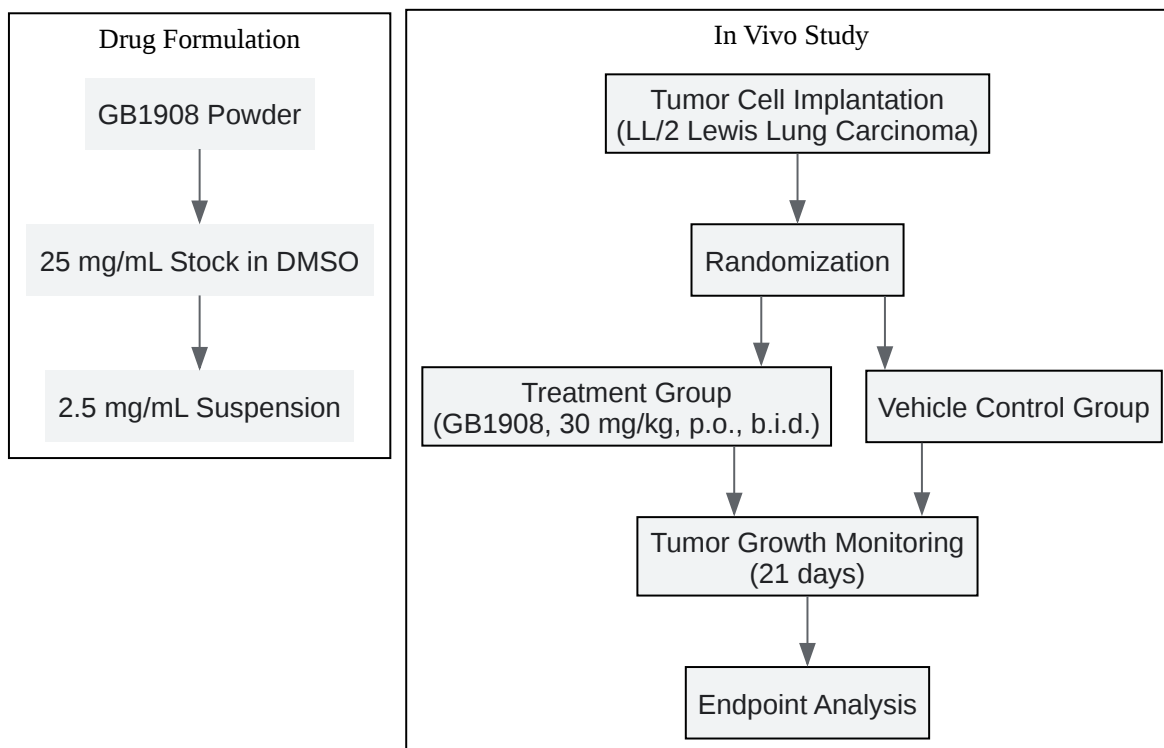 Drug Formulation
GB1908 Powder
25 mg/mL Stock in DMSO
2.5 mg/mL Suspension
In Vivo Study
Tumor Cell Implantation
(LL/2 Lewis Lung Carcinoma)
Randomization
Treatment Group
(GB1908, 30 mg/kg, p.o., b.i.d.)
Vehicle Control Group
Tumor Growth Monitoring
(21 days)
Endpoint Analysis